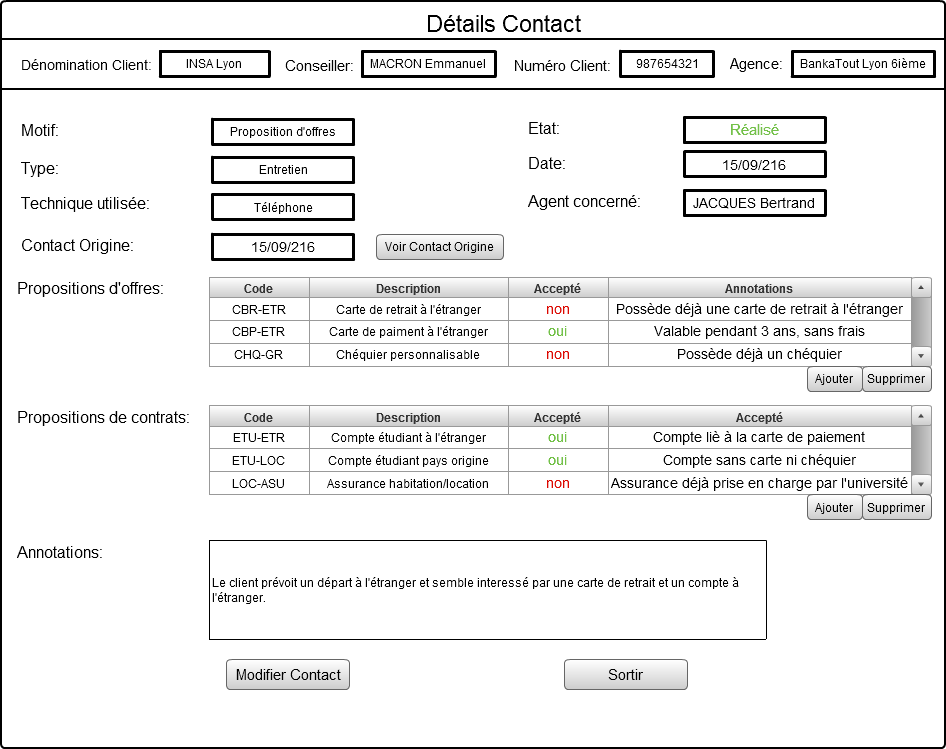 Détails Contact
Dénomination Client: INSA Lyon Conseiller: MACRON Emmanuel Numéro Client: 987654321 Agence: BankaTout Lyon 6ième
Motif: Proposition d'offres Etat: Réalisé
Type: Entretien Date: 15/09/216
Technique utilisée: Téléphone Agent concerné: JACQUES Bertrand
Contact Origine: 15/09/216 Voir Contact Origine
Propositions d'offres: Code Description Accepté Annotations
CBR-ETR Carte de retrait à l'étranger non Possède déjà une carte de retrait à l'étranger
CBP-ETR Carte de paiment à l'étranger oui Valable pendant 3 ans, sans frais
CHQ-GR Chéquier personnalisable non Possède déjà un chéquier
Ajouter Supprimer
Propositions de contrats: Code Description Accepté Accepté
ETU-ETR Compte étudiant à l'étranger oui Compte liè à la carte de paiement
ETU-LOC Compte étudiant pays origine oui Compte sans carte ni chéquier
LOC-ASU Assurance habitation/location non Assurance déjà prise en charge par l'université
Ajouter Supprimer
Annotations:
Le client prévoit un départ à l'étranger et semble interessé par une carte de retrait et un compte à
l'étranger.
Modifier Contact Sortir